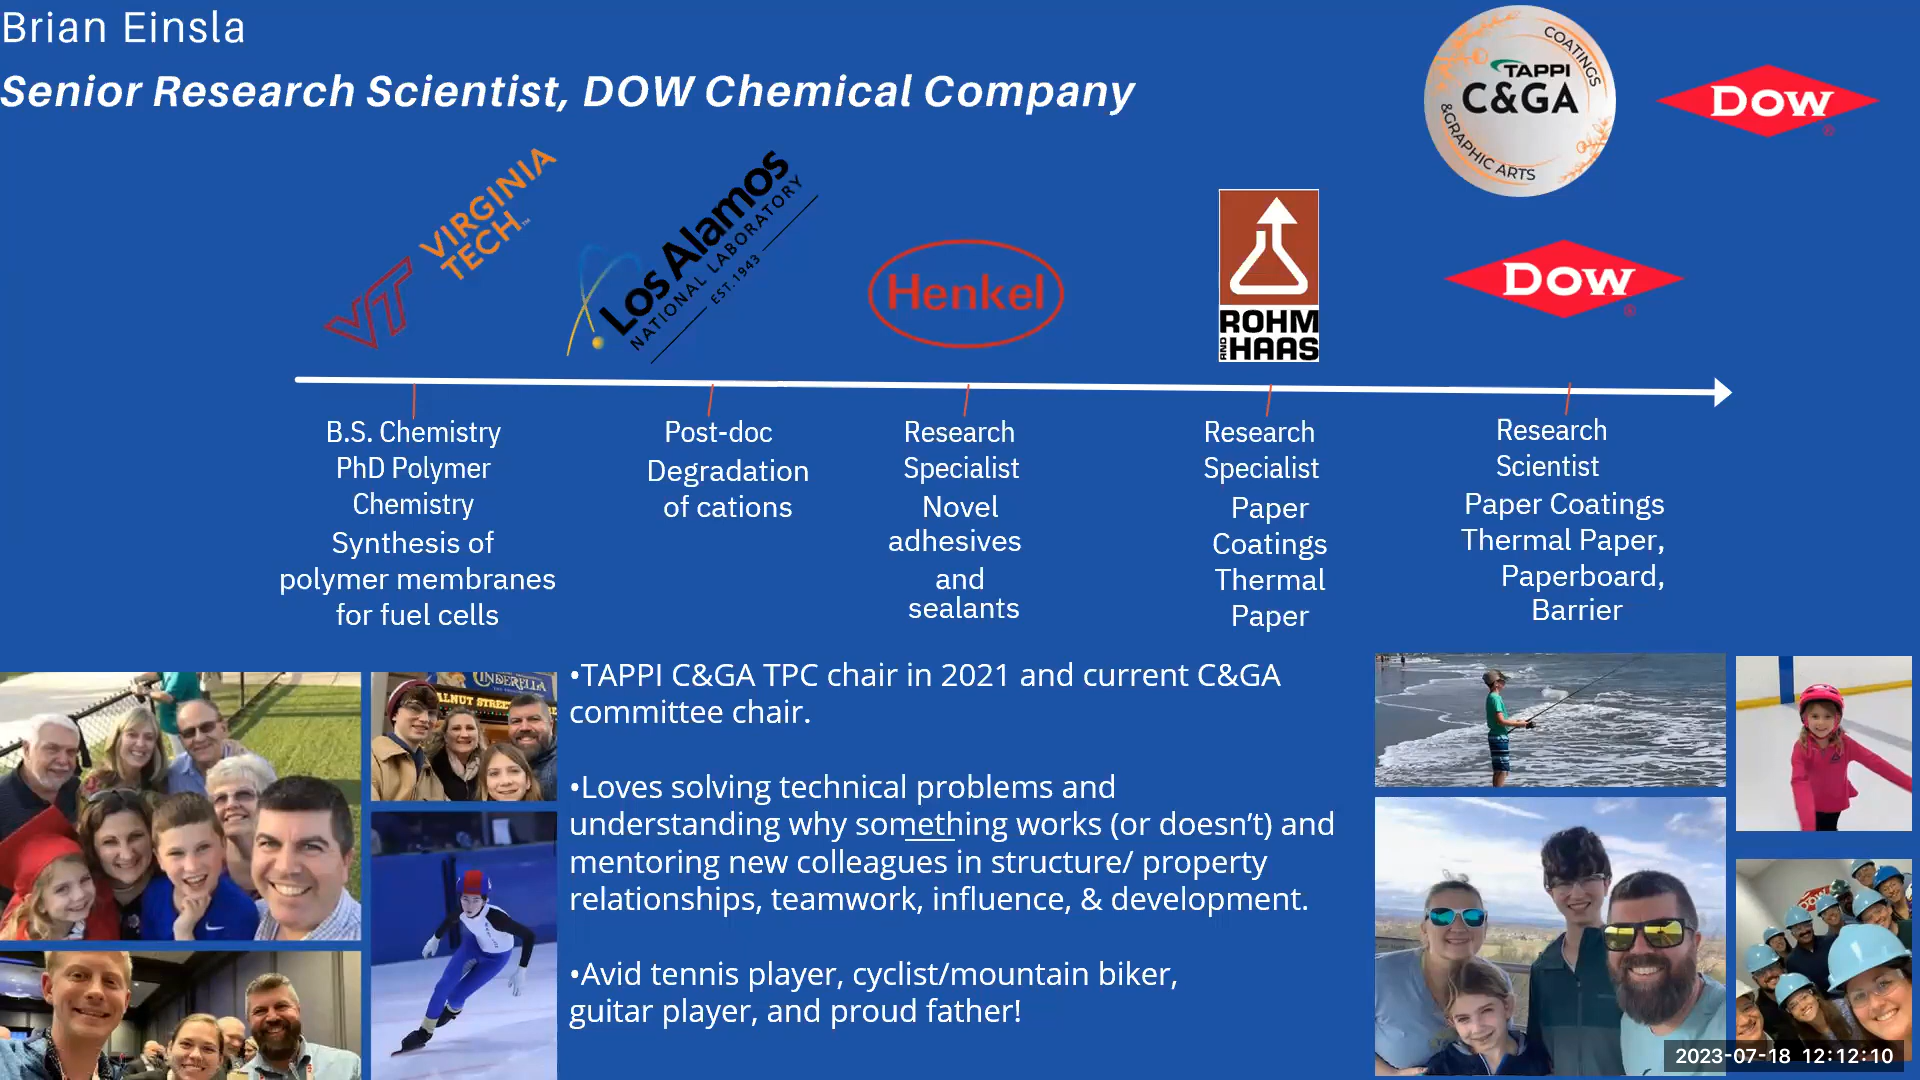 Brian Einsla
Senior Research Scientist, DOW Chemical Company
TAPPI
C&GA
COATINGS
&GRAPHIC ARTS
DOW
®
VIRGINIA
TECH™
VT
Los Alamos
NATIONAL LABORATORY
EST. 1943
Henkel
ROHM
AND HAAS
DOW
®
B.S. Chemistry
PhD Polymer
Chemistry
Synthesis of
polymer membranes
for fuel cells
Post-doc
Degradation
of cations
Research
Specialist
Novel
adhesives
and
sealants
Research
Specialist
Paper
Coatings
Thermal
Paper
Research
Scientist
Paper Coatings
Thermal Paper,
Paperboard,
Barrier
CINDERELLA
ALNUT STREE
•TAPPI C&GA TPC chair in 2021 and current C&GA
committee chair.
•Loves solving technical problems and
understanding why something works (or doesn’t) and
mentoring new colleagues in structure/ property
relationships, teamwork, influence, & development.
•Avid tennis player, cyclist/mountain biker,
guitar player, and proud father!
2023-07-18 12:12:10